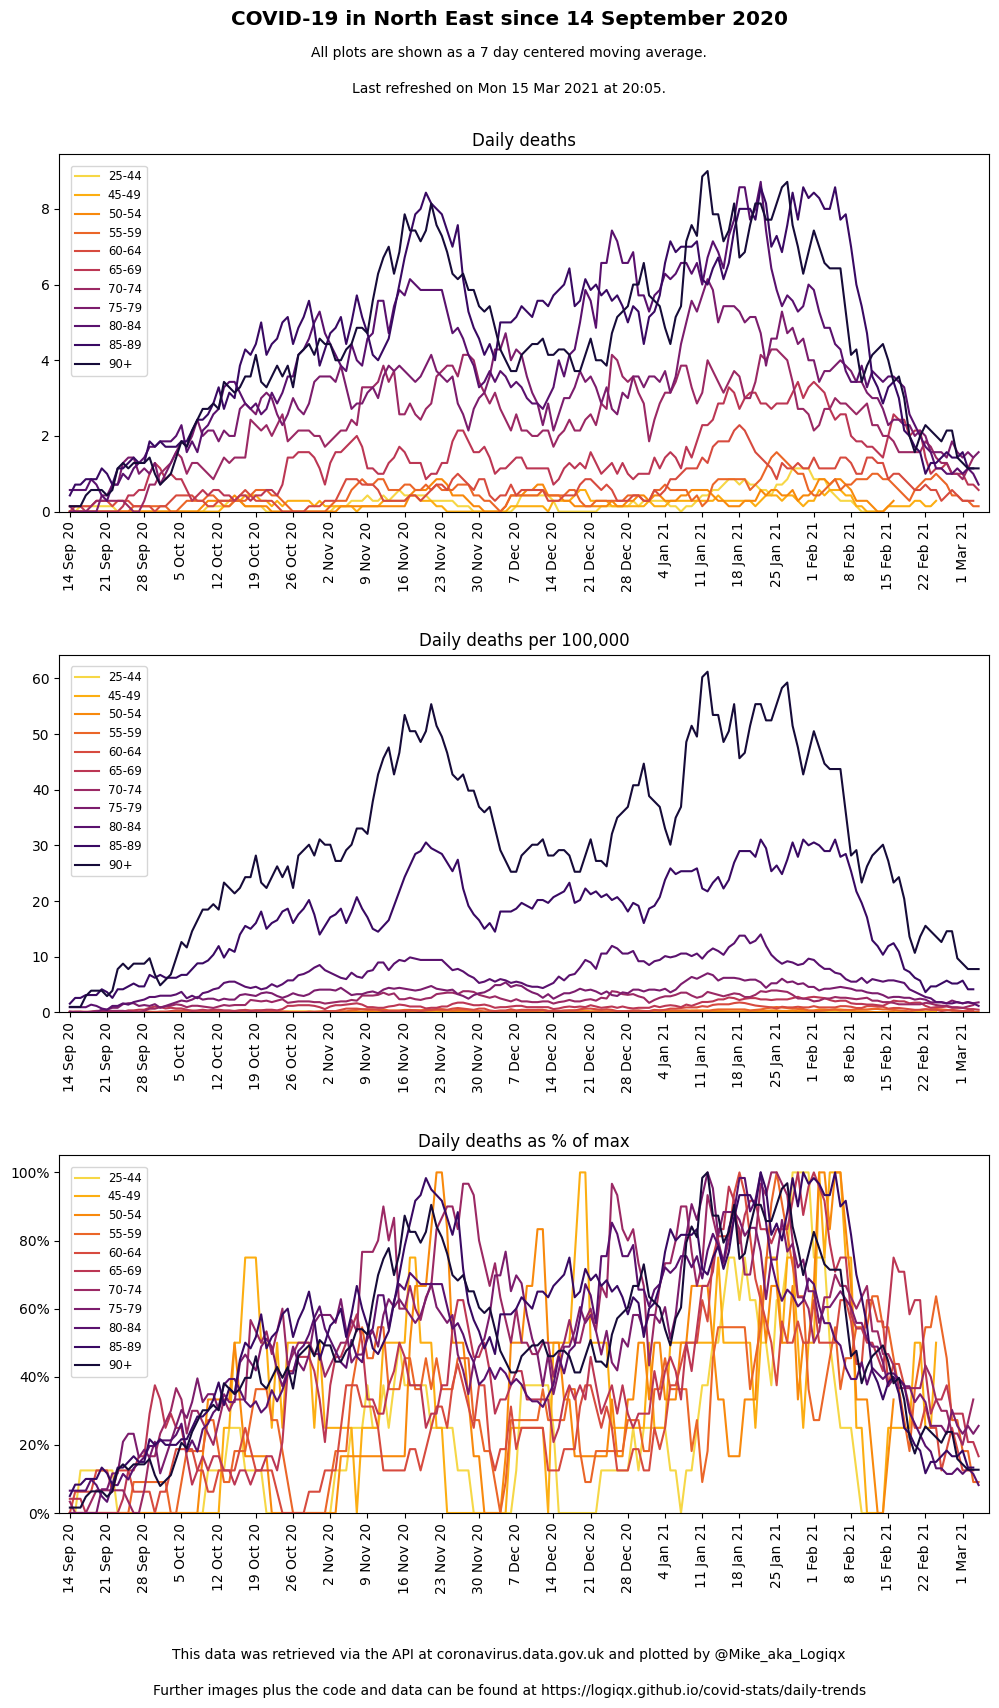 COVID-19 in North East since 14 September 2020
All plots are shown as a 7 day centered moving average.
Last refreshed on Mon 15 Mar 2021 at 20:05.
Daily deaths
25-44
45-49
50-54
55-59
60-64
65-69
70-74
75-79
80-84
85-89
90+
8
6
4
2
0
14 Sep 20
21 Sep 20
28 Sep 20
5 Oct 20
12 Oct 20
19 Oct 20
26 Oct 20
2 Nov 20
9 Nov 20
16 Nov 20
23 Nov 20
30 Nov 20
7 Dec 20
14 Dec 20
21 Dec 20
28 Dec 20
4 Jan 21
11 Jan 21
18 Jan 21
25 Jan 21
1 Feb 21
8 Feb 21
15 Feb 21
22 Feb 21
1 Mar 21
Daily deaths per 100,000
25-44
45-49
50-54
55-59
60-64
65-69
70-74
75-79
80-84
85-89
90+
60
50
40
30
20
10
0
14 Sep 20
21 Sep 20
28 Sep 20
5 Oct 20
12 Oct 20
19 Oct 20
26 Oct 20
2 Nov 20
9 Nov 20
16 Nov 20
23 Nov 20
30 Nov 20
7 Dec 20
14 Dec 20
21 Dec 20
28 Dec 20
4 Jan 21
11 Jan 21
18 Jan 21
25 Jan 21
1 Feb 21
8 Feb 21
15 Feb 21
22 Feb 21
1 Mar 21
Daily deaths as % of max
25-44
45-49
50-54
55-59
60-64
65-69
70-74
75-79
80-84
85-89
90+
100%
80%
60%
40%
20%
0%
14 Sep 20
21 Sep 20
28 Sep 20
5 Oct 20
12 Oct 20
19 Oct 20
26 Oct 20
2 Nov 20
9 Nov 20
16 Nov 20
23 Nov 20
30 Nov 20
7 Dec 20
14 Dec 20
21 Dec 20
28 Dec 20
4 Jan 21
11 Jan 21
18 Jan 21
25 Jan 21
1 Feb 21
8 Feb 21
15 Feb 21
22 Feb 21
1 Mar 21
This data was retrieved via the API at coronavirus.data.gov.uk and plotted by @Mike_aka_Logiqx
Further images plus the code and data can be found at https://logiqx.github.io/covid-stats/daily-trends